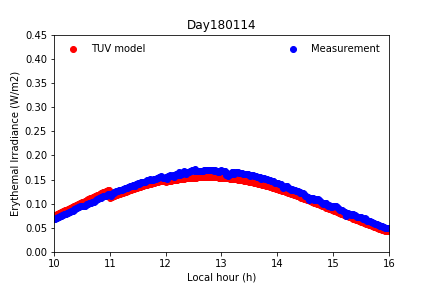 Day180114
TUV model
Measurement
Erythemal Irradiance (W/m2)
0.45
0.40
0.35
0.30
0.25
0.20
0.15
0.10
0.05
0.00
10 11 12 13 14 15 16
Local hour (h)